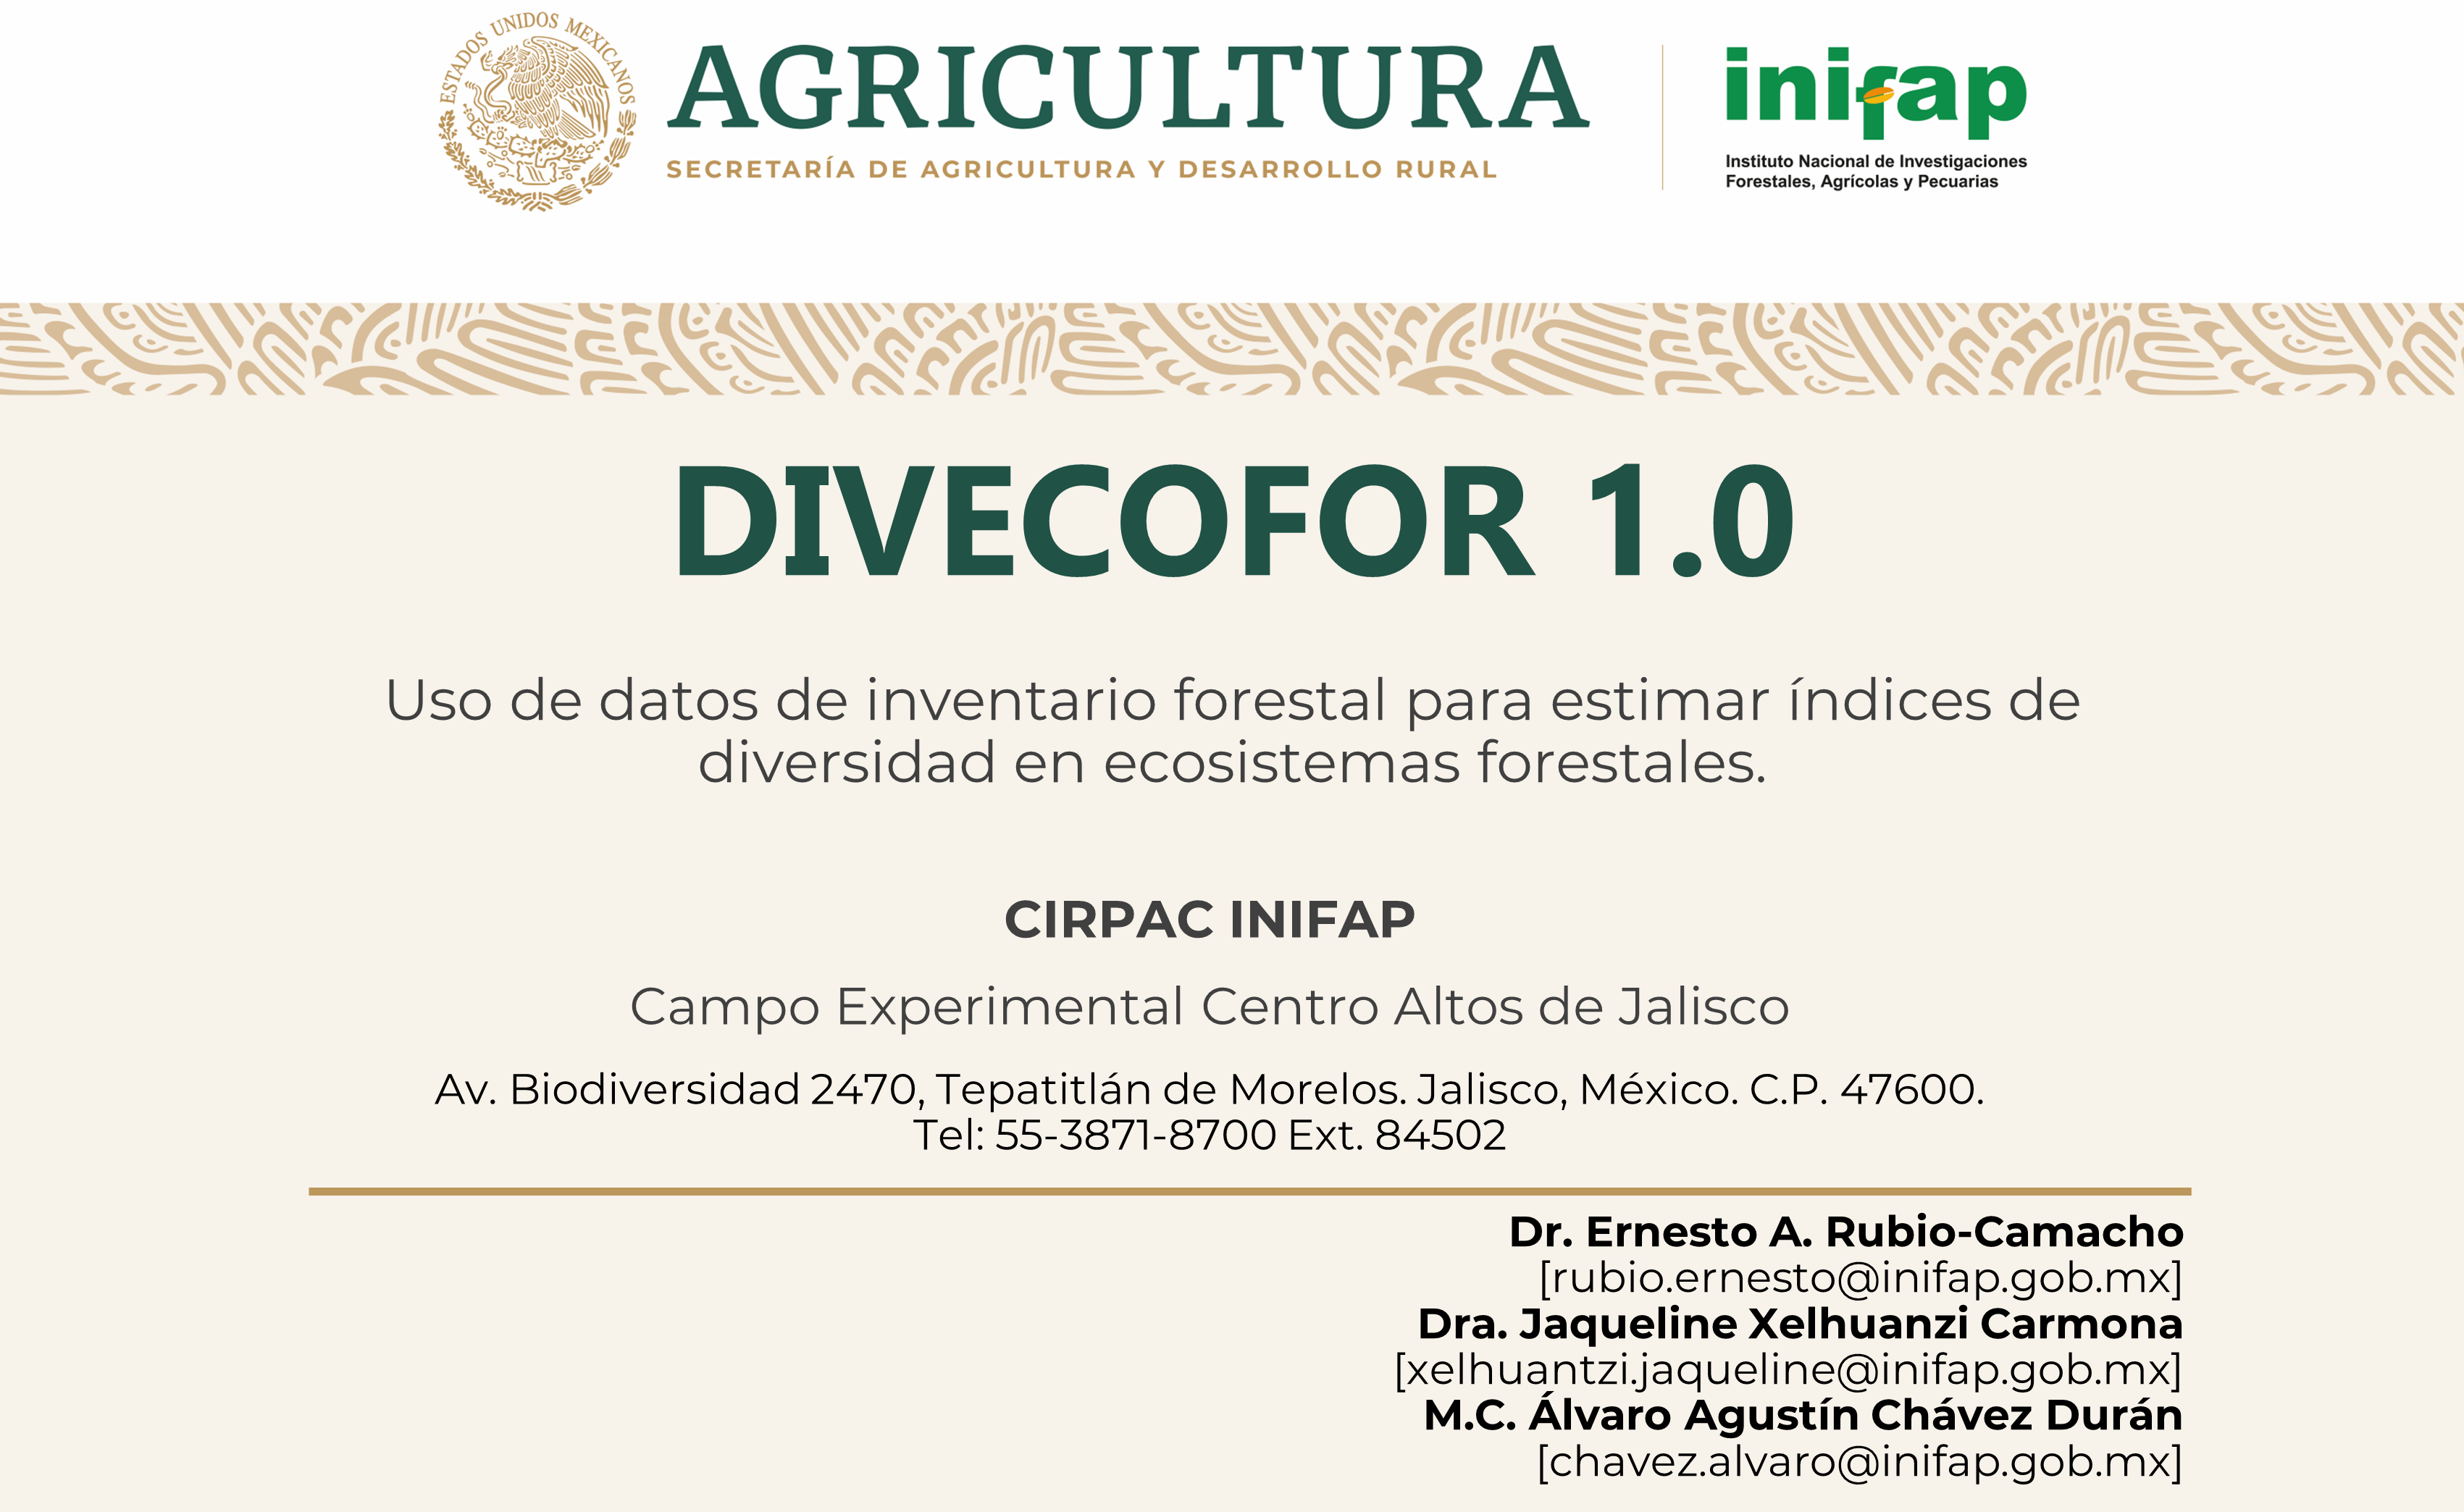 ESTADOS UNIDOS MEXICANOS
AGRICULTURA
SECRETARÍA DE AGRICULTURA Y DESARROLLO RURAL
inifap
Instituto Nacional de Investigaciones
Forestales, Agrícolas y Pecuarias
DIVECOFOR 1.0
Uso de datos de inventario forestal para estimar índices de
diversidad en ecosistemas forestales.
CIRPAC INIFAP
Campo Experimental Centro Altos de Jalisco
Av. Biodiversidad 2470, Tepatitlán de Morelos. Jalisco, México. C.P. 47600.
Tel: 55-3871-8700 Ext. 84502
Dr. Ernesto A. Rubio-Camacho
[rubio.ernesto@inifap.gob.mx]
Dra. Jaqueline Xelhuanzi Carmona
[xelhuantzi.jaqueline@inifap.gob.mx]
M.C. Álvaro Agustín Chávez Durán
[chavez.alvaro@inifap.gob.mx]